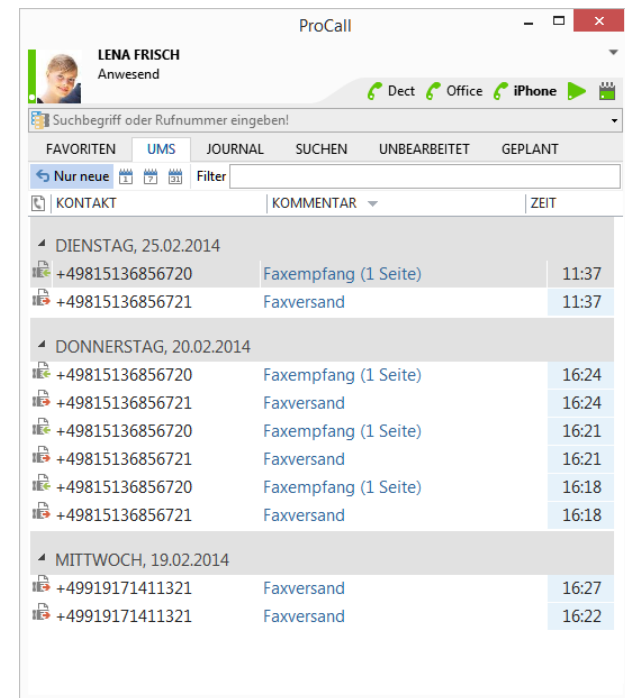 ProCall
LENA FRISCH
Anwesend
Dect Office iPhone
Suchbegriff oder Rufnummer eingeben!
FAVORITEN UMS JOURNAL SUCHEN UNBEARBEITET GEPLANT
Nur neue 1 7 31 Filter
KONTAKT KOMMENTAR ZEIT
DIENSTAG, 25.02.2014
+49815136856720 Faxempfang (1 Seite) 11:37
+49815136856721 Faxversand 11:37
DONNERSTAG, 20.02.2014
+49815136856720 Faxempfang (1 Seite) 16:24
+49815136856721 Faxversand 16:24
+49815136856720 Faxempfang (1 Seite) 16:21
+49815136856721 Faxversand 16:21
+49815136856720 Faxempfang (1 Seite) 16:18
+49815136856721 Faxversand 16:18
MITTWOCH, 19.02.2014
+49919171411321 Faxversand 16:27
+49919171411321 Faxversand 16:22